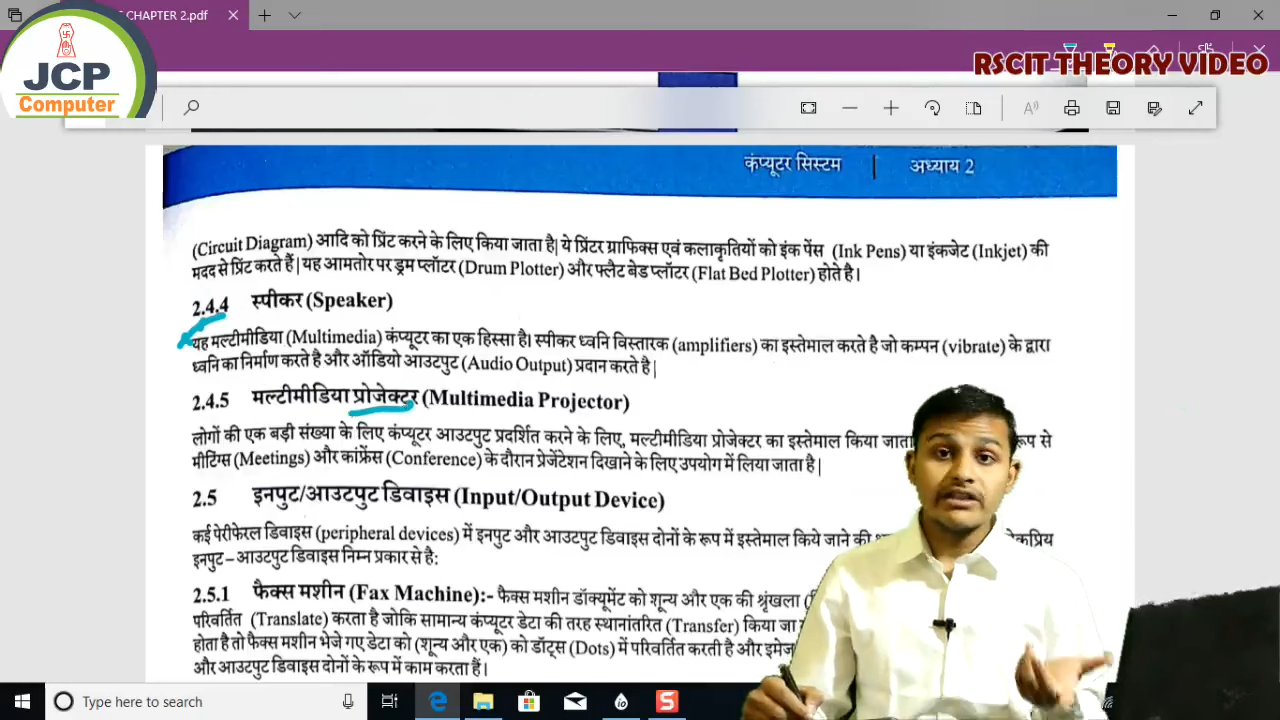 CHAPTER 2.pdf
JCP
Computer
RSCIT THEORY VIDEO
कंप्यूटर सिस्टम | अध्याय 2
(Circuit Diagram) आदि को प्रिंट करने के लिए किया जाता है| ये प्रिंटर ग्राफिक्स एवं कलाकृतियों को इंक पेंस (Ink Pens) या इंकजेट (Inkjet) की
मदद से प्रिंट करते हैं | यह आमतोर पर ड्रम प्लॉटर (Drum Plotter) और फ्लैट बेड प्लॉटर (Flat Bed Plotter) होते है।
2.4.4 स्पीकर (Speaker)
यह मल्टीमीडिया (Multimedia) कंप्यूटर का एक हिस्सा है। स्पीकर ध्वनि विस्तारक (amplifiers) का इस्तेमाल करते है जो कम्पन (vibrate) के द्वारा
ध्वनि का निर्माण करते है और ऑडियो आउटपुट (Audio Output) प्रदान करते है |
2.4.5 मल्टीमीडिया प्रोजेक्टर (Multimedia Projector)
लोगों की एक बड़ी संख्या के लिए कंप्यूटर आउटपुट प्रदर्शित करने के लिए, मल्टीमीडिया प्रोजेक्टर का इस्तेमाल किया जाता रूप से
मीटिंग्स (Meetings) और कांफ्रेंस (Conference) के दौरान प्रेजेंटेशन दिखाने के लिए उपयोग में लिया जाता है |
2.5 इनपुट/आउटपुट डिवाइस (Input/Output Device)
कई पेरीफेरल डिवाइस (peripheral devices) में इनपुट और आउटपुट डिवाइस दोनों के रूप में इस्तेमाल किये जाने की
इनपुट – आउटपुट डिवाइस निम्न प्रकार से है:
2.5.1 फैक्स मशीन (Fax Machine):- फैक्स मशीन डॉक्यूमेंट को शून्य और एक की श्रृंखला
परिवर्तित (Translate) करता है जोकि सामान्य कंप्यूटर डेटा की तरह स्थानांतरित (Transfer) किया जा
होता है तो फैक्स मशीन भेजे गए डेटा को (शून्य और एक) को डॉट्स (Dots) में परिवर्तित करती है और
और आउटपुट डिवाइस दोनों के रूप में काम करता हैं।
Type here to search